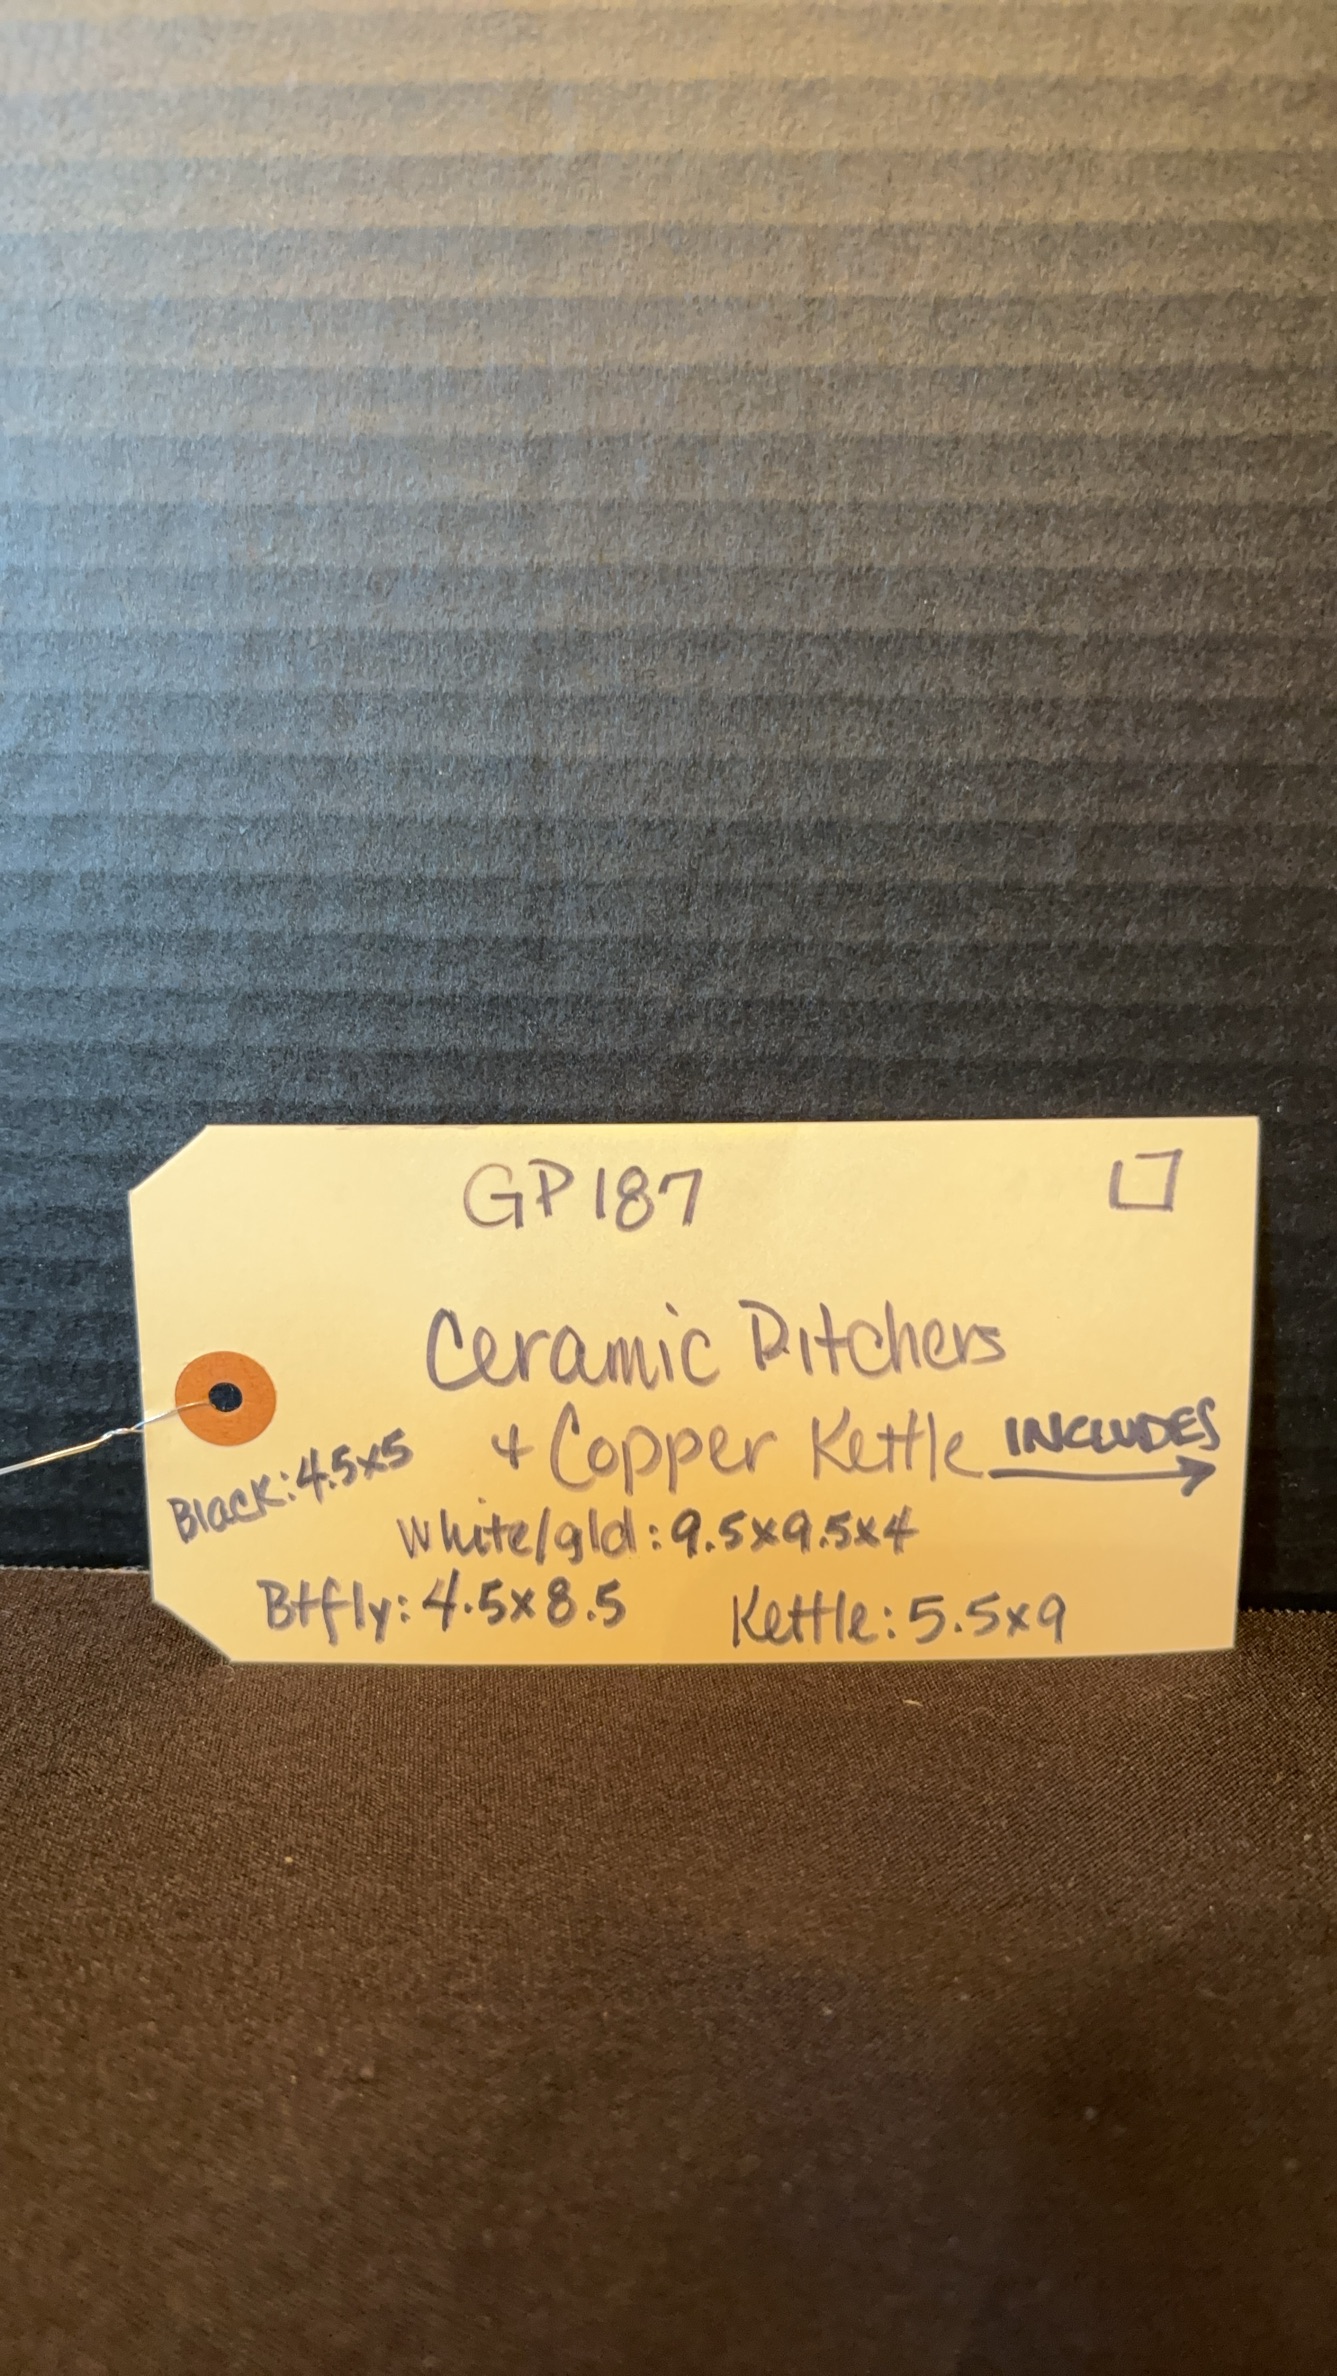 GP187
Ceramic Pitchers
+ Copper Kettle INCLUDES
Black: 4.5x5
White/gld: 9.5x9.5x4
Btfly: 4.5x8.5 Kettle: 5.5x9